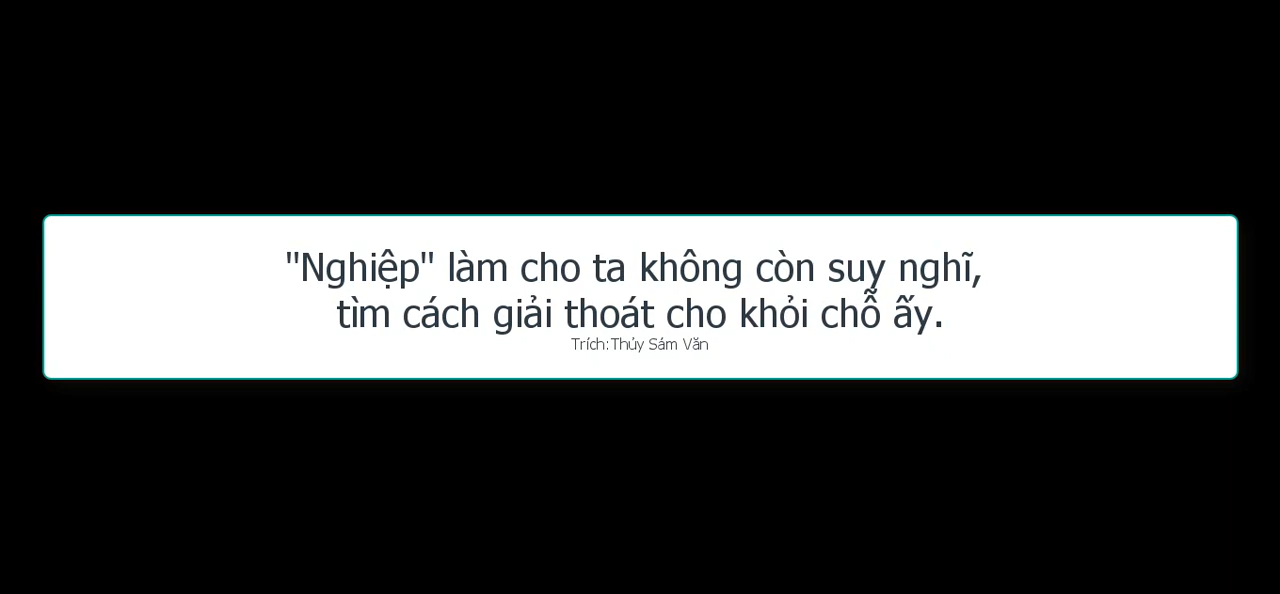 "Nghiệp" làm cho ta không còn suy nghĩ,
tìm cách giải thoát cho khỏi chỗ ấy.
Trích:Thủy Sám Văn